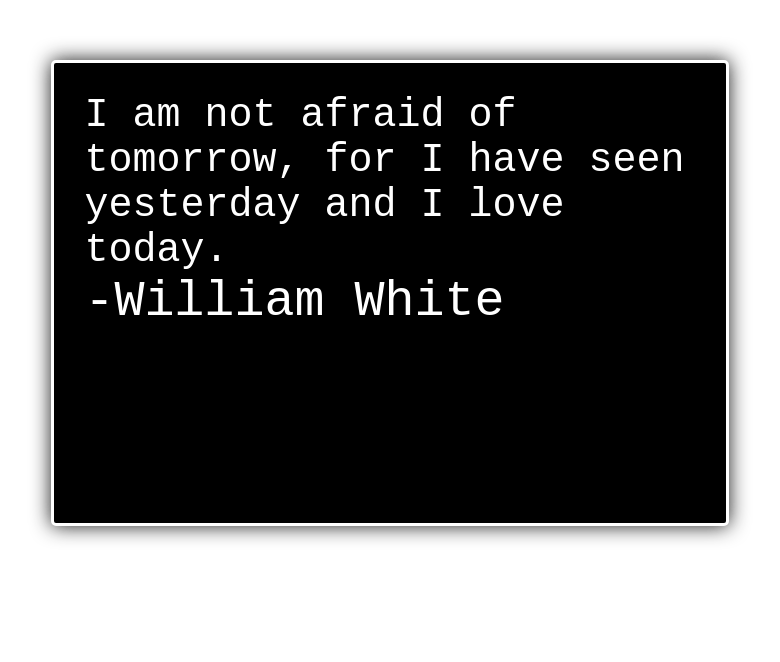 I am not afraid of
tomorrow, for I have seen
yesterday and I love
today.
-William White